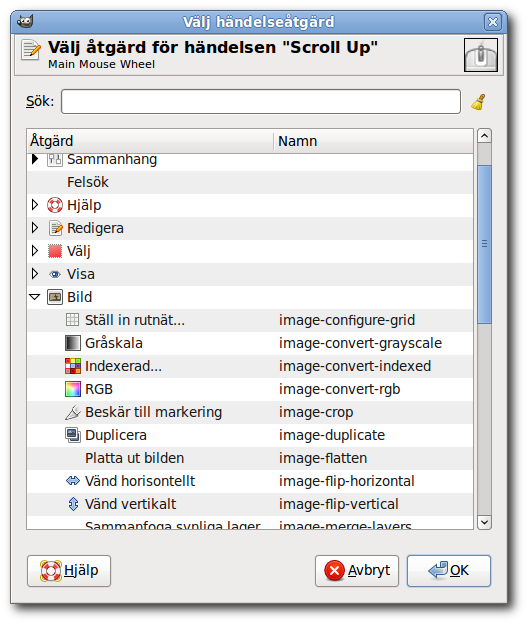 Välj händelseåtgärd
Välj åtgärd för händelsen "Scroll Up"
Main Mouse Wheel
Sök:
Åtgärd Namn
Sammanhang
Felsök
Hjälp
Redigera
Välj
Visa
Bild
Ställ in rutnät... image-configure-grid
Gråskala image-convert-grayscale
Indexerad... image-convert-indexed
RGB image-convert-rgb
Beskär till markering image-crop
Duplicera image-duplicate
Platta ut bilden image-flatten
Vänd horisontellt image-flip-horizontal
Vänd vertikalt image-flip-vertical
Sammanfoga synliga lager image-merge-layers
Hjälp Avbryt OK